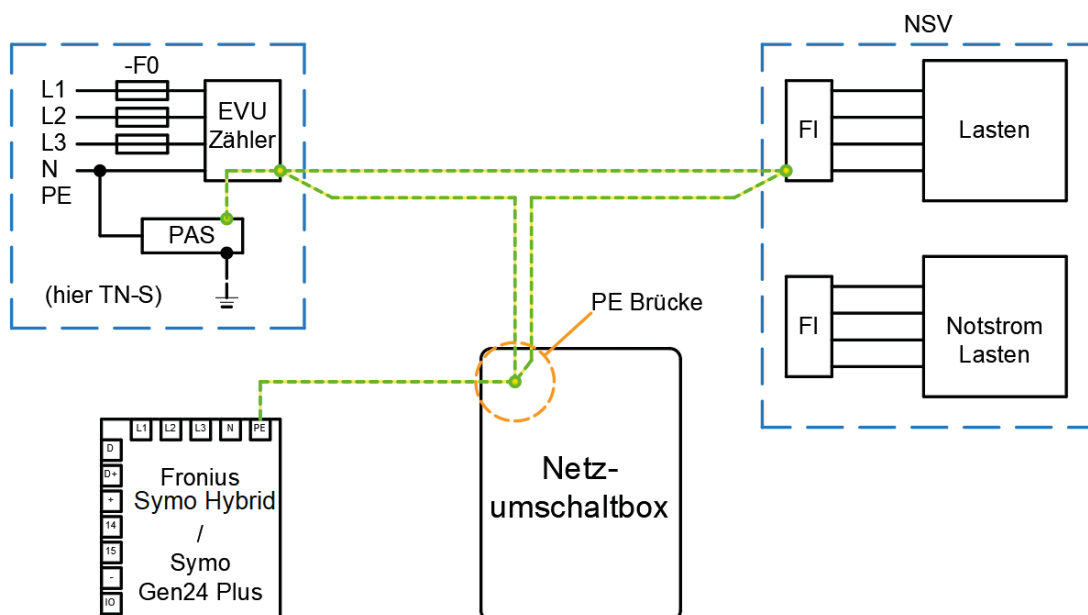 NSV
-F0
L1
L2
L3
N
PE
EVU
Zähler
PAS
(hier TN-S)
FI
Lasten
FI
Notstrom
Lasten
PE Brücke
Netz-
umschaltbox
L1 L2 L3 N PE
D
D+
+
14
15
-
IO
Fronius
Symo Hybrid
/
Symo
Gen24 Plus